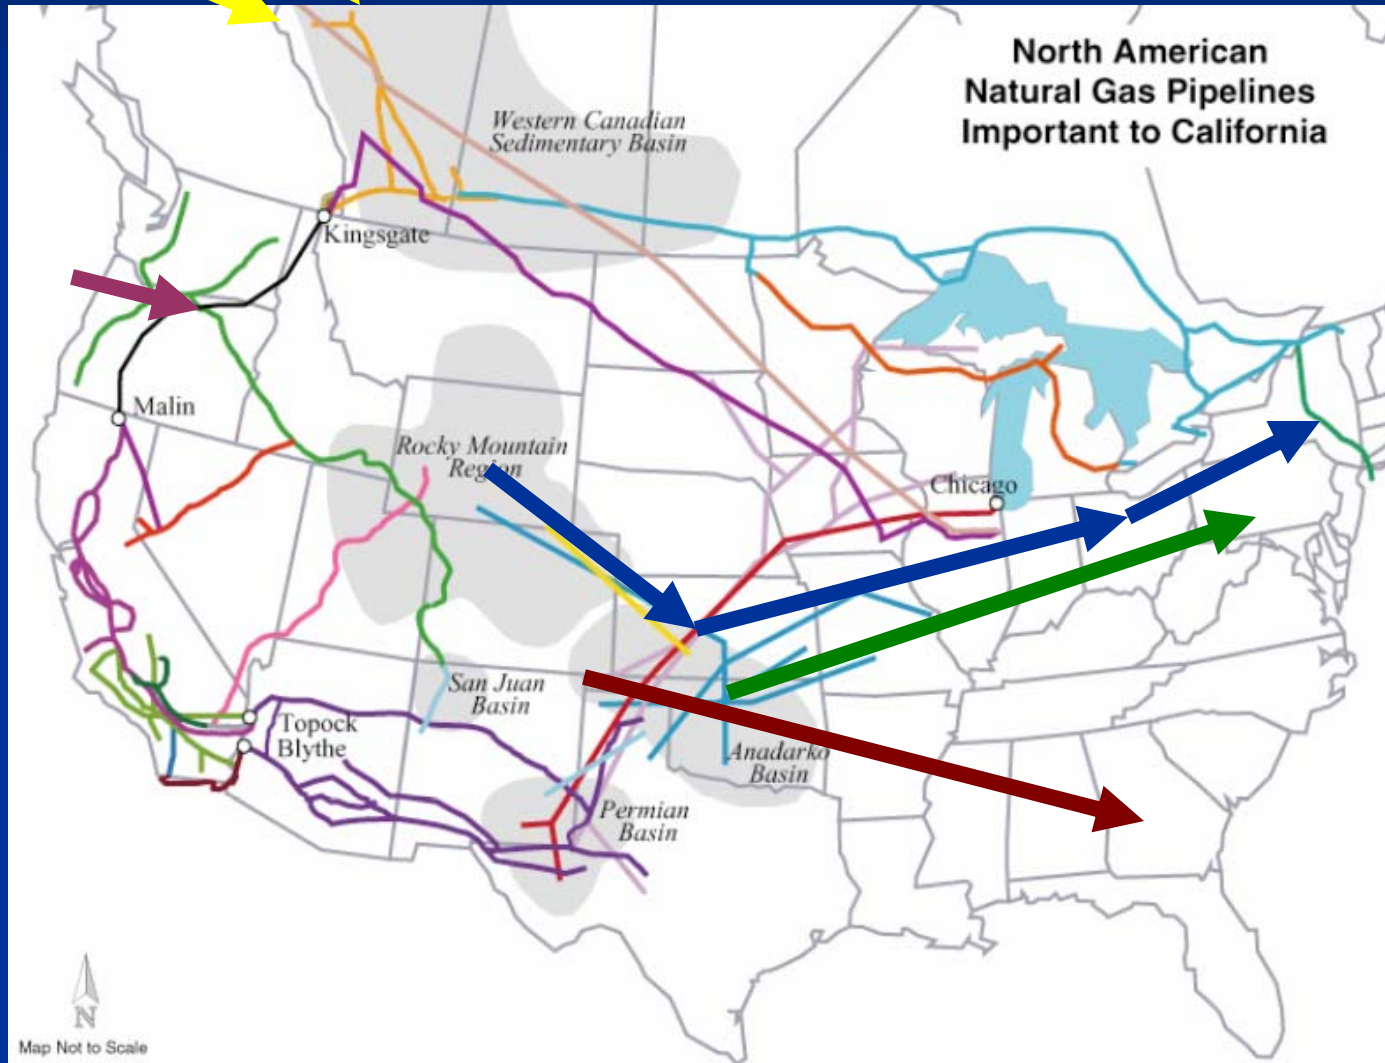 North American
Natural Gas Pipelines
Important to California
Western Canadian
Sedimentary Basin
Kingsgate
Malin
Rocky Mountain
Region
Chicago
San Juan
Basin
Topock
Blythe
Anadarko
Basin
Permian
Basin
N
Map Not to Scale